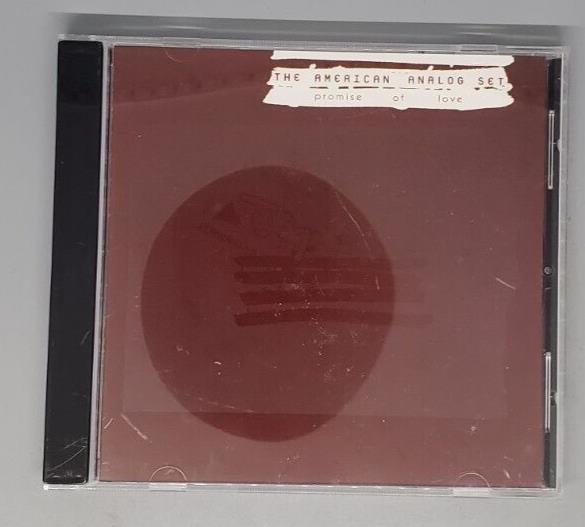 THE AMERICAN ANALOG SET
promise of love